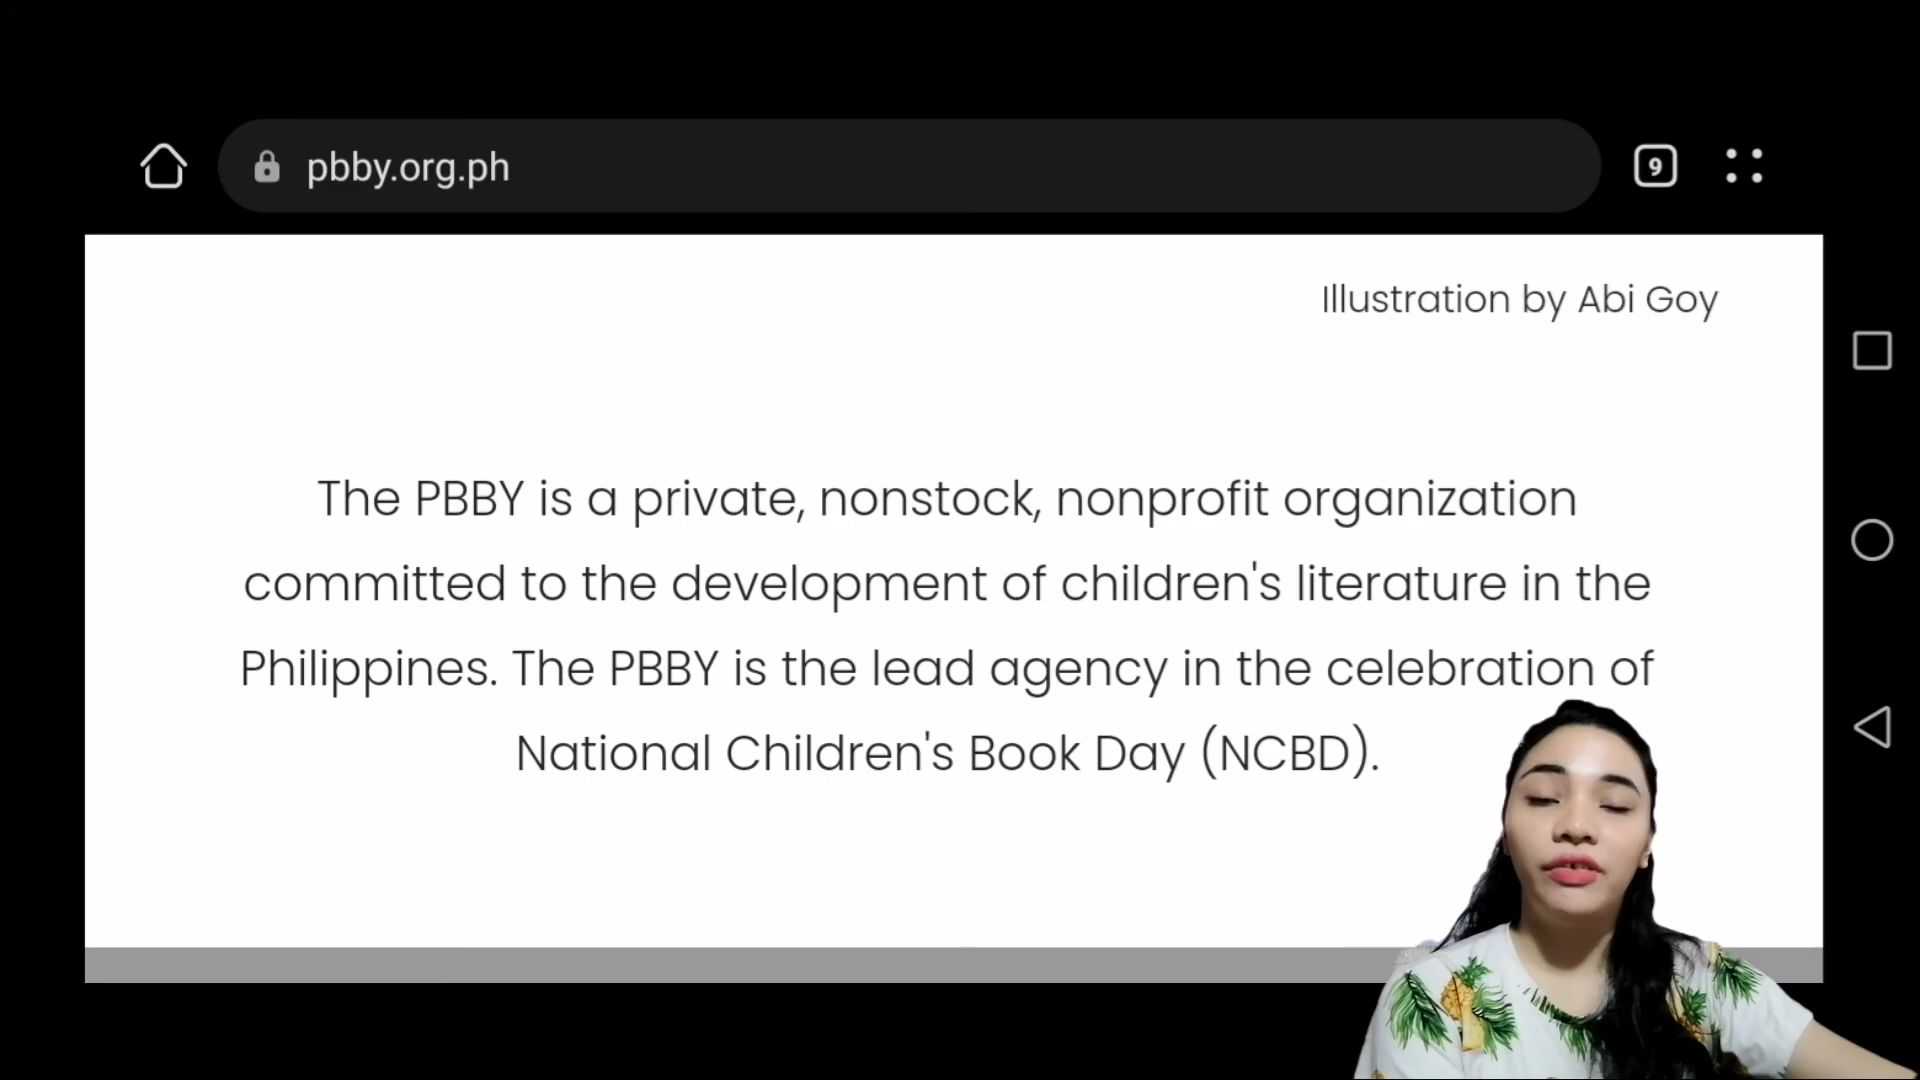 pbby.org.ph
9
Illustration by Abi Goy
The PBBY is a private, nonstock, nonprofit organization
committed to the development of children's literature in the
Philippines. The PBBY is the lead agency in the celebration of
National Children's Book Day (NCBD).